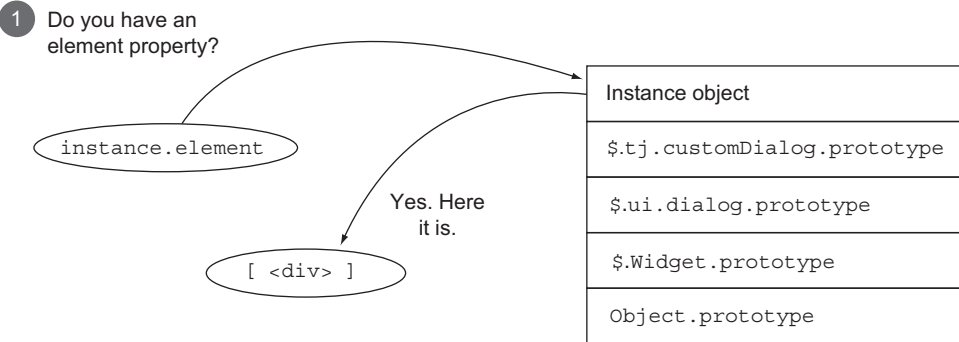 1
Do you have an
element property?
instance.element
Yes. Here
it is.
[ <div> ]
Instance object
$.tj.customDialog.prototype
$.ui.dialog.prototype
$.Widget.prototype
Object.prototype